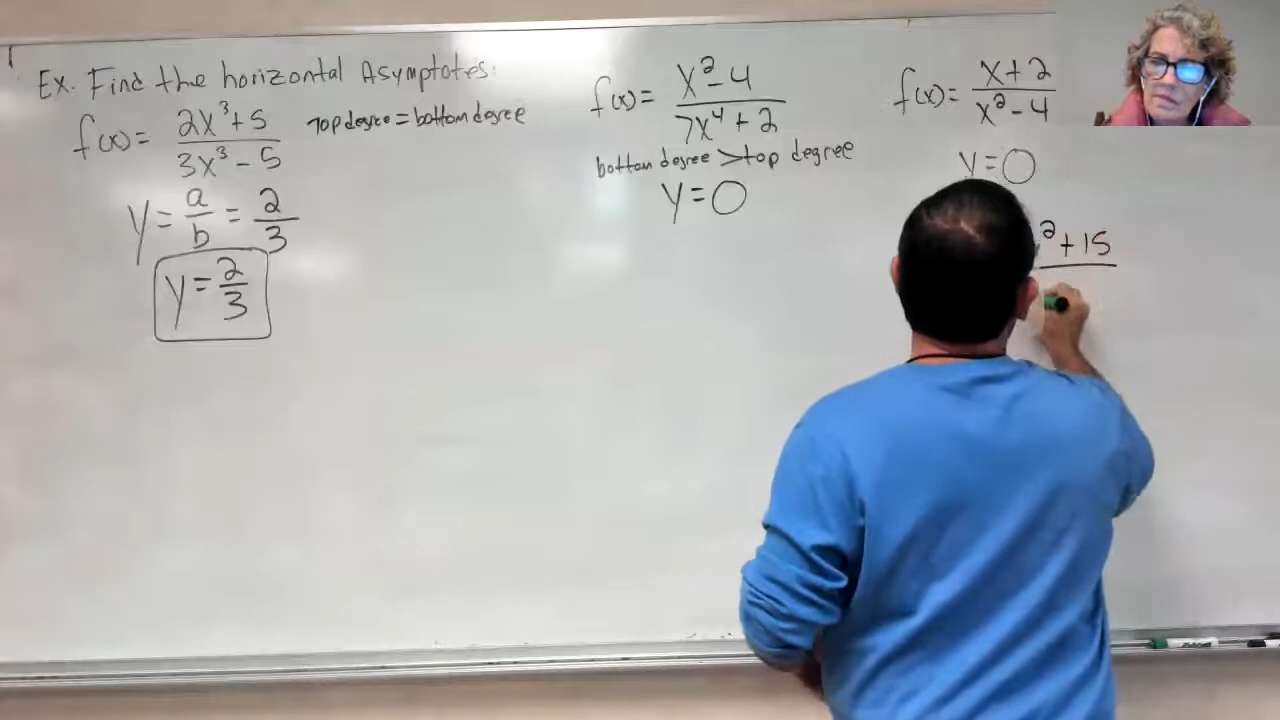 Ex. Find the horizontal Asymptotes:
f(x) = 2x³+5 / 3x³ - 5
Top degree = bottom degree
y = a/b = 2/3
y = 2/3
f(x) = x² - 4 / 7x⁴ + 2
bottom degree > top degree
y = 0
f(x) = x + 2 / x² - 4
y = 0
² + 15